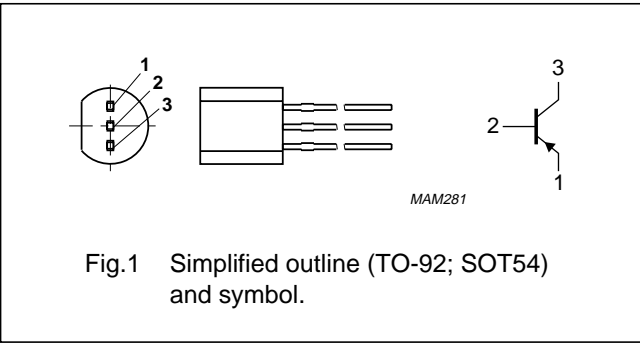 1
2
3
3
2
1
MAM281
Fig.1 Simplified outline (TO-92; SOT54)
and symbol.